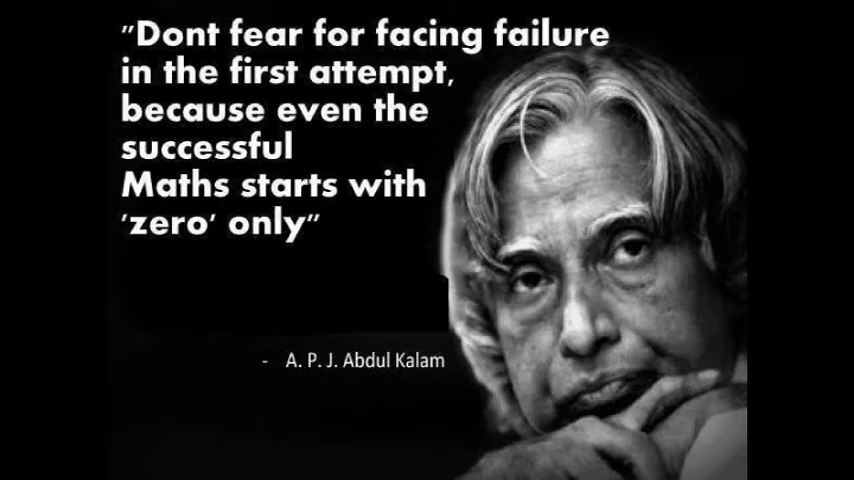 "Dont fear for facing failure
in the first attempt,
because even the
successful
Maths starts with
'zero' only"
- A. P. J. Abdul Kalam